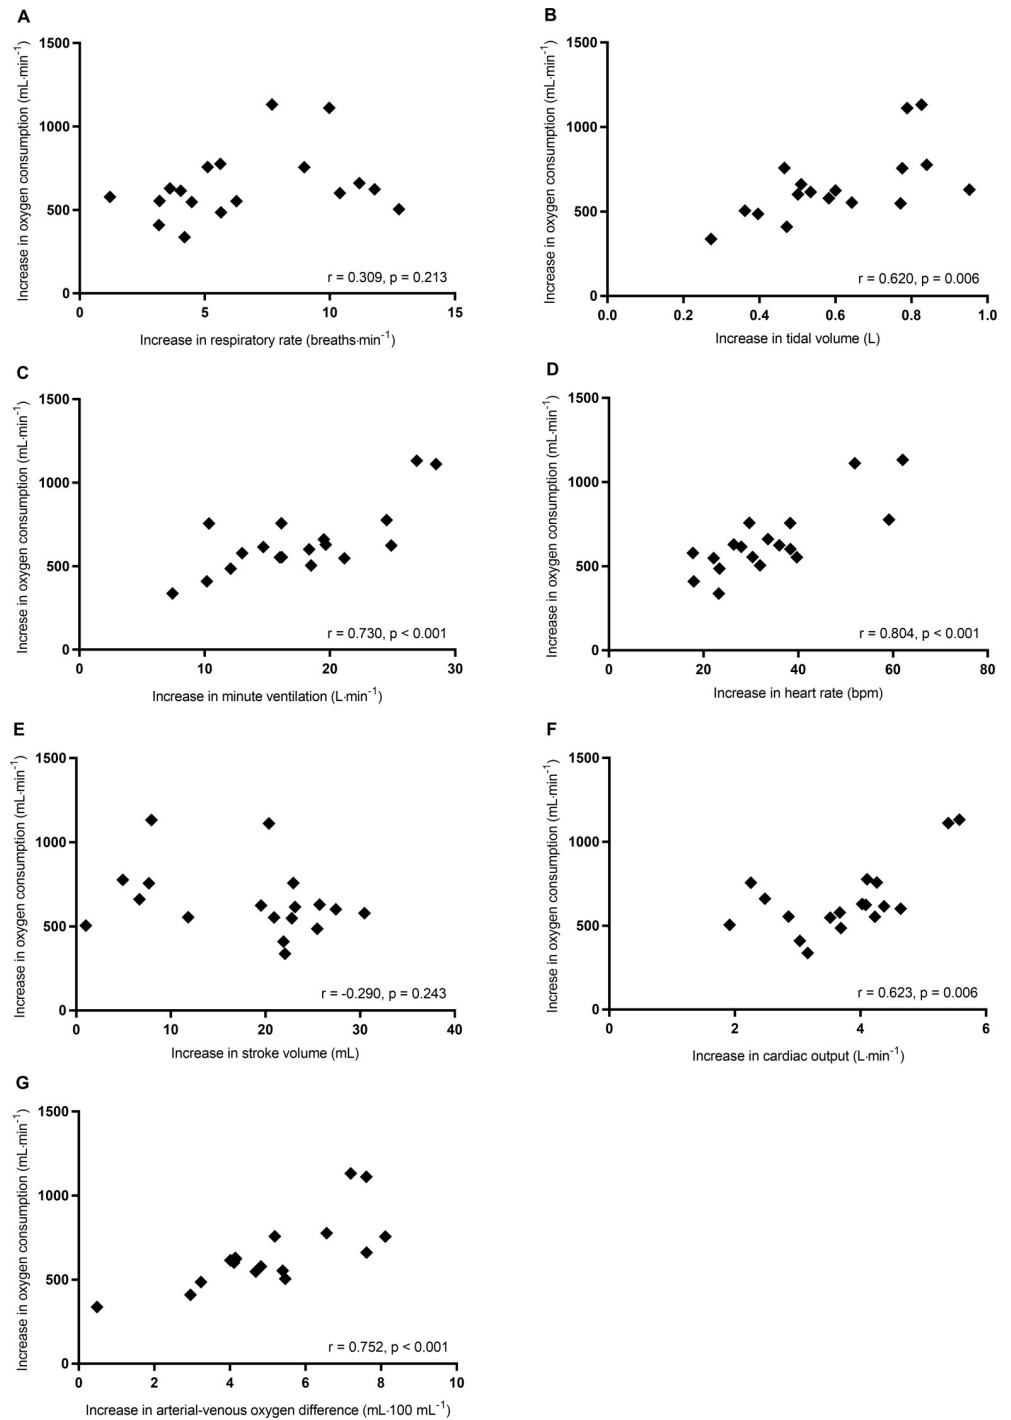 A
Increase in oxygen consumption (mL·min⁻¹)
1500
1000
500
0
r = 0.309, p = 0.213
0 5 10 15
Increase in respiratory rate (breaths·min⁻¹)
B
Increase in oxygen consumption (mL·min⁻¹)
1500
1000
500
0
r = 0.620, p = 0.006
0.0 0.2 0.4 0.6 0.8 1.0
Increase in tidal volume (L)
C
Increse in oxygen consumption (mL·min⁻¹)
1500
1000
500
0
r = 0.730, p < 0.001
0 10 20 30
Increase in minute ventilation (L·min⁻¹)
D
Increase in oxygen consumption (mL·min⁻¹)
1500
1000
500
0
r = 0.804, p < 0.001
0 20 40 60 80
Increase in heart rate (bpm)
E
Increase in oxygen consumption (mL·min⁻¹)
1500
1000
500
0
r = -0.290, p = 0.243
0 10 20 30 40
Increase in stroke volume (mL)
F
Increse in oxygen consumption (mL·min⁻¹)
1500
1000
500
0
r = 0.623, p = 0.006
0 2 4 6
Increase in cardiac output (L·min⁻¹)
G
Increase in oxygen consumption (mL·min⁻¹)
1500
1000
500
0
r = 0.752, p < 0.001
0 2 4 6 8 10
Increase in arterial-venous oxygen difference (mL·100 mL⁻¹)